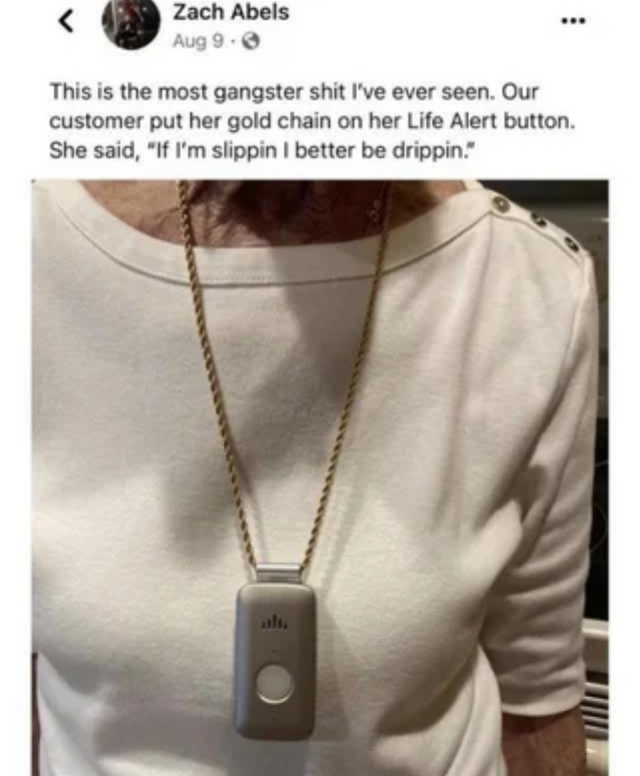 Zach Abels
Aug 9 ·
This is the most gangster shit I've ever seen. Our
customer put her gold chain on her Life Alert button.
She said, "If I'm slippin I better be drippin."